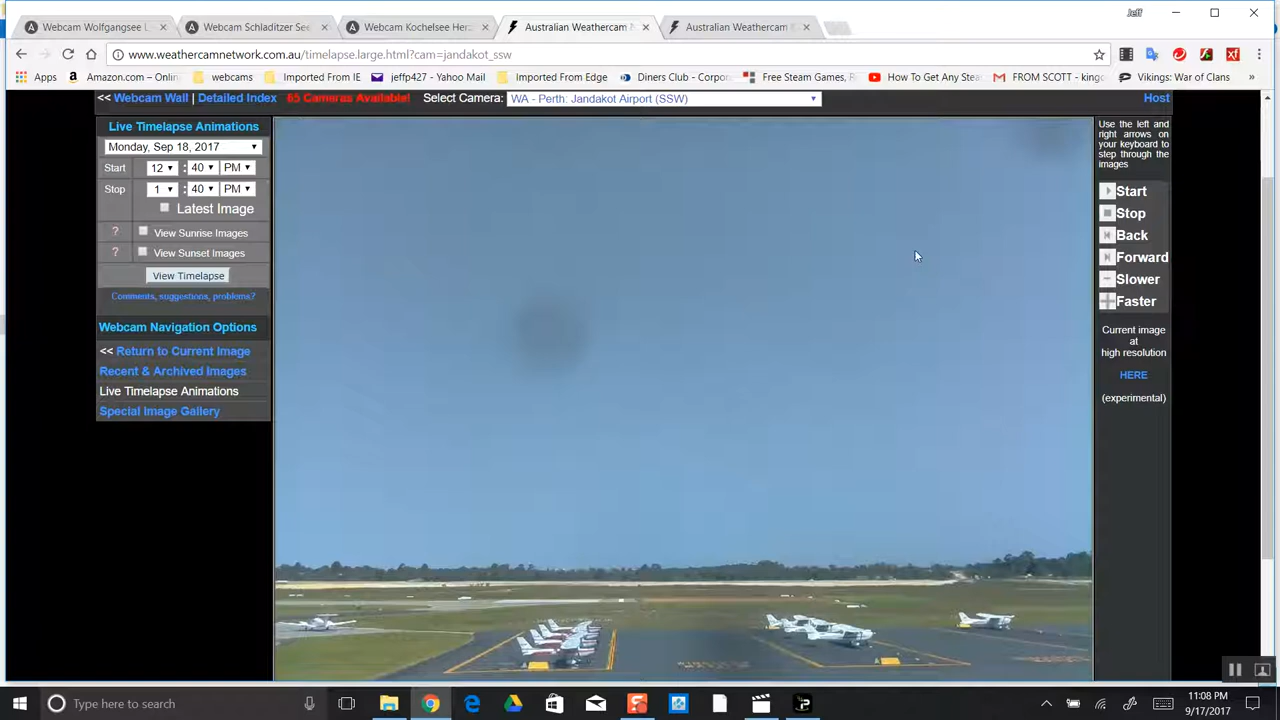 Jeff
Webcam Wolfgangsee L
Webcam Schladitzer See
Webcam Kochelsee Herz
Australian Weathercam N
Australian Weathercam
www.weathercamnetwork.com.au/timelapse.large.html?cam=jandakot_ssw
Apps
Amazon.com – Onlin
webcams
Imported From IE
jeffp427 - Yahoo Mail
Imported From Edge
Diners Club - Corp
Free Steam Games,
How To Get Any Stea
FROM SCOTT - king
Vikings: War of Clans
»
<< Webcam Wall | Detailed Index
65 Cameras Available!
Select Camera:
WA - Perth: Jandakot Airport (SSW)
Host
Live Timelapse Animations
Monday, Sep 18, 2017
Start 12 : 40 PM
Stop 1 : 40 PM
Latest Image
? View Sunrise Images
? View Sunset Images
View Timelapse
Comments, suggestions, problems?
Webcam Navigation Options
<< Return to Current Image
Recent & Archived Images
Live Timelapse Animations
Special Image Gallery
Use the left and
right arrows on
your keyboard to
step through the
images
Start
Stop
Back
Forward
Slower
Faster
Current image
at
high resolution
HERE
(experimental)
Type here to search
11:08 PM
9/17/2017